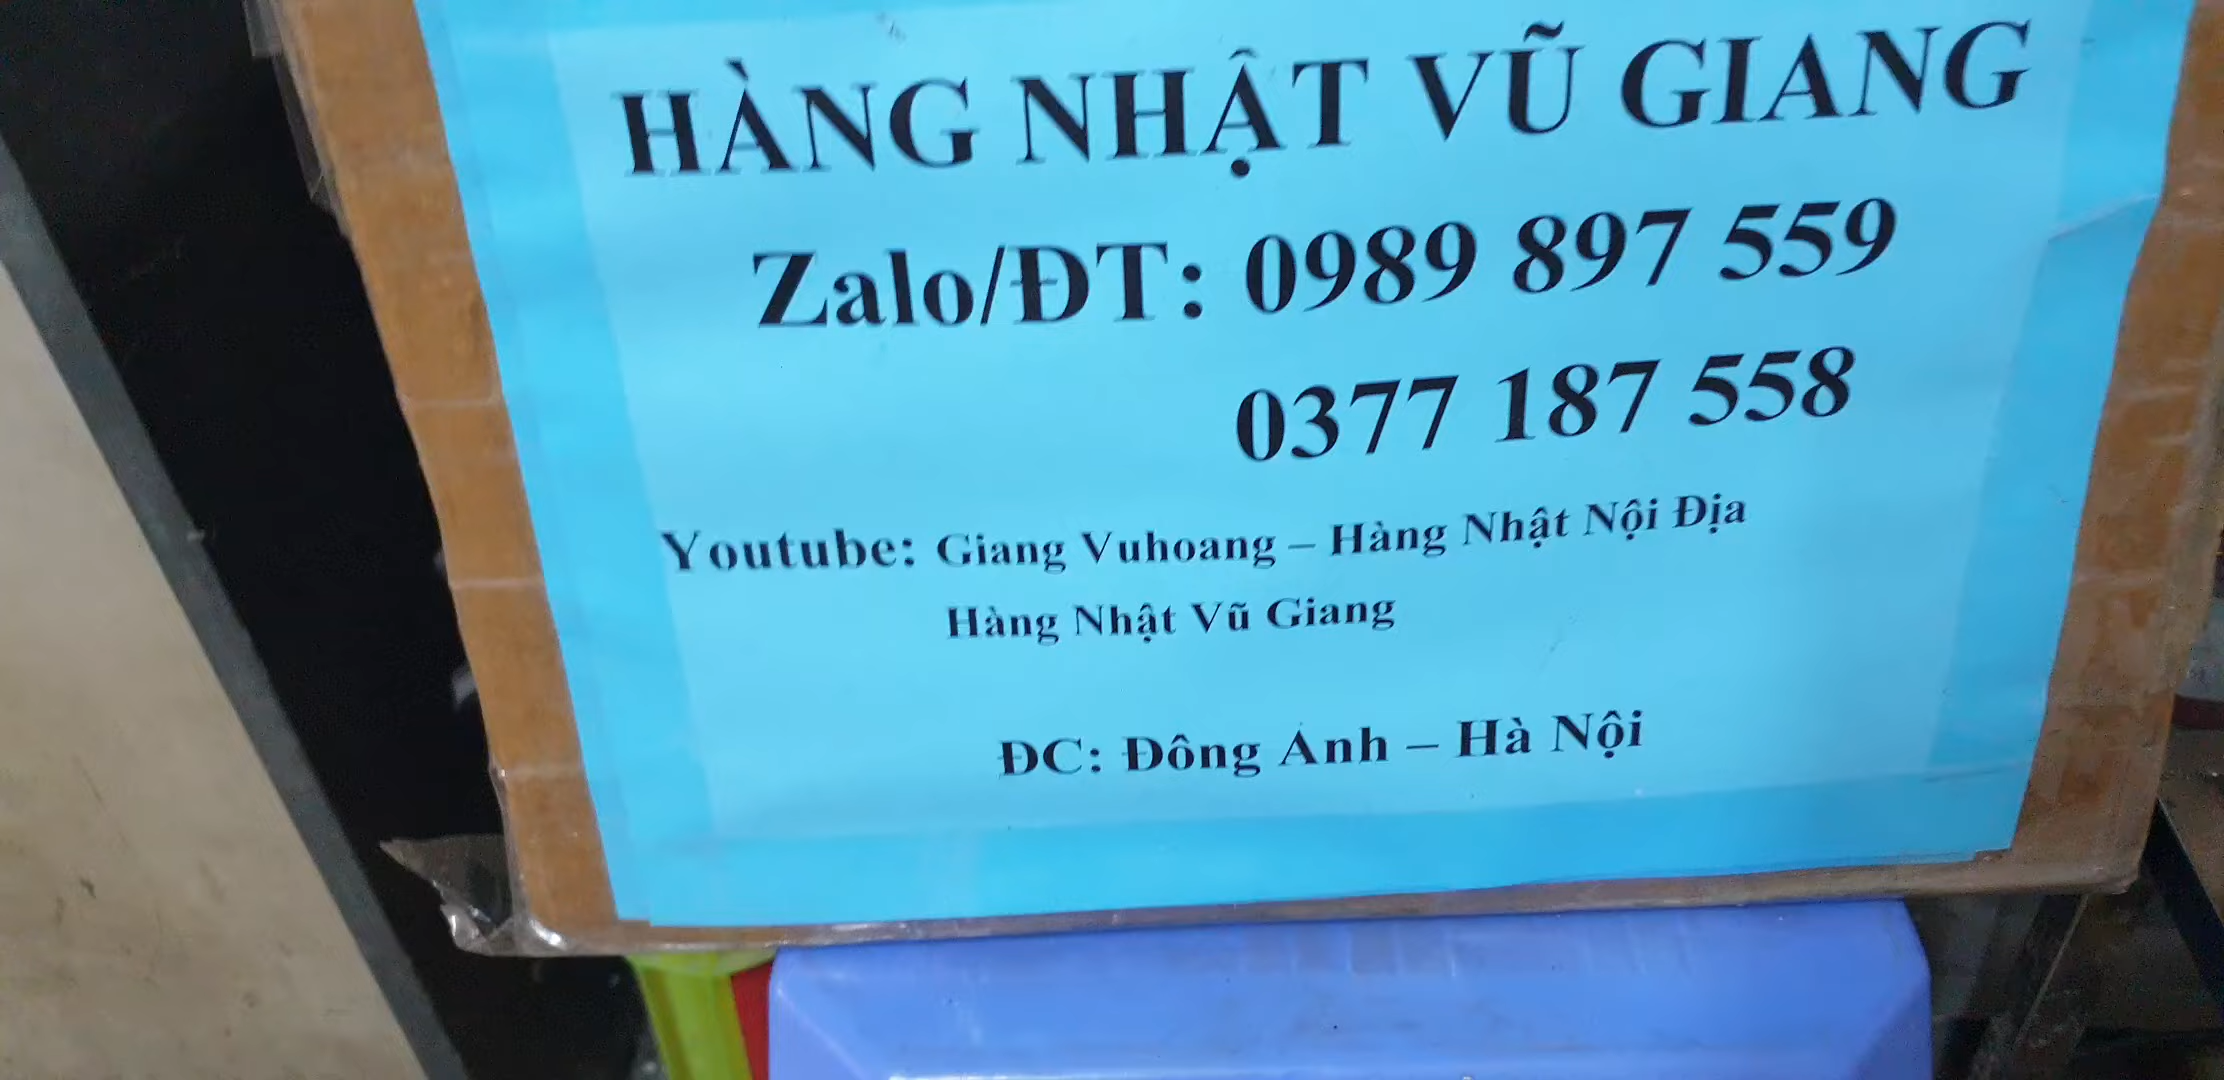 HÀNG NHẬT VŨ GIANG
Zalo/ĐT: 0989 897 559
0377 187 558
Youtube: Giang Vuhoang – Hàng Nhật Nội Địa
Hàng Nhật Vũ Giang
ĐC: Đông Anh – Hà Nội